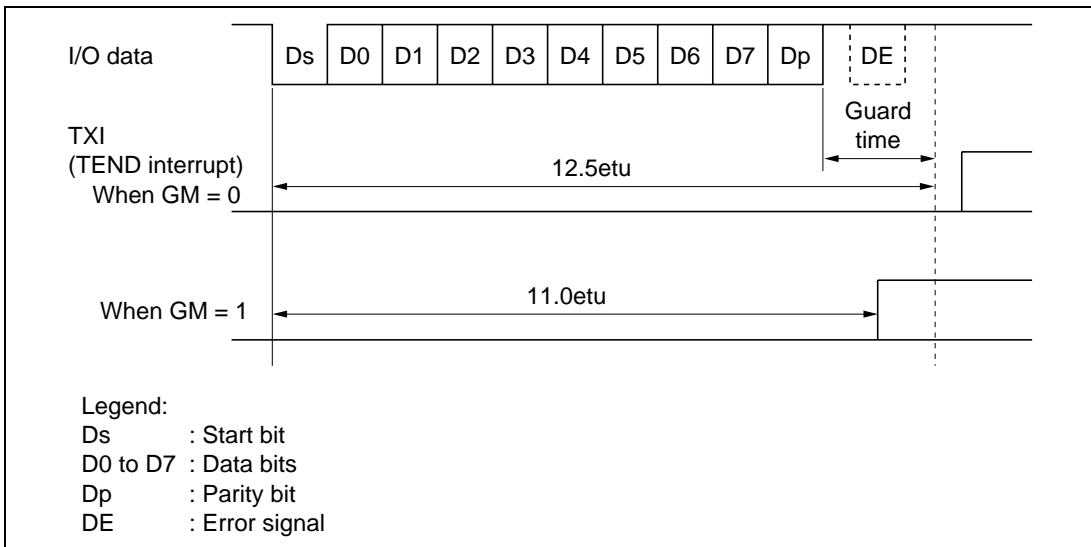 I/O data
Ds D0 D1 D2 D3 D4 D5 D6 D7 Dp DE
Guard
time
TXI
(TEND interrupt)
When GM = 0
12.5etu
When GM = 1
11.0etu
Legend:
Ds : Start bit
D0 to D7 : Data bits
Dp : Parity bit
DE : Error signal